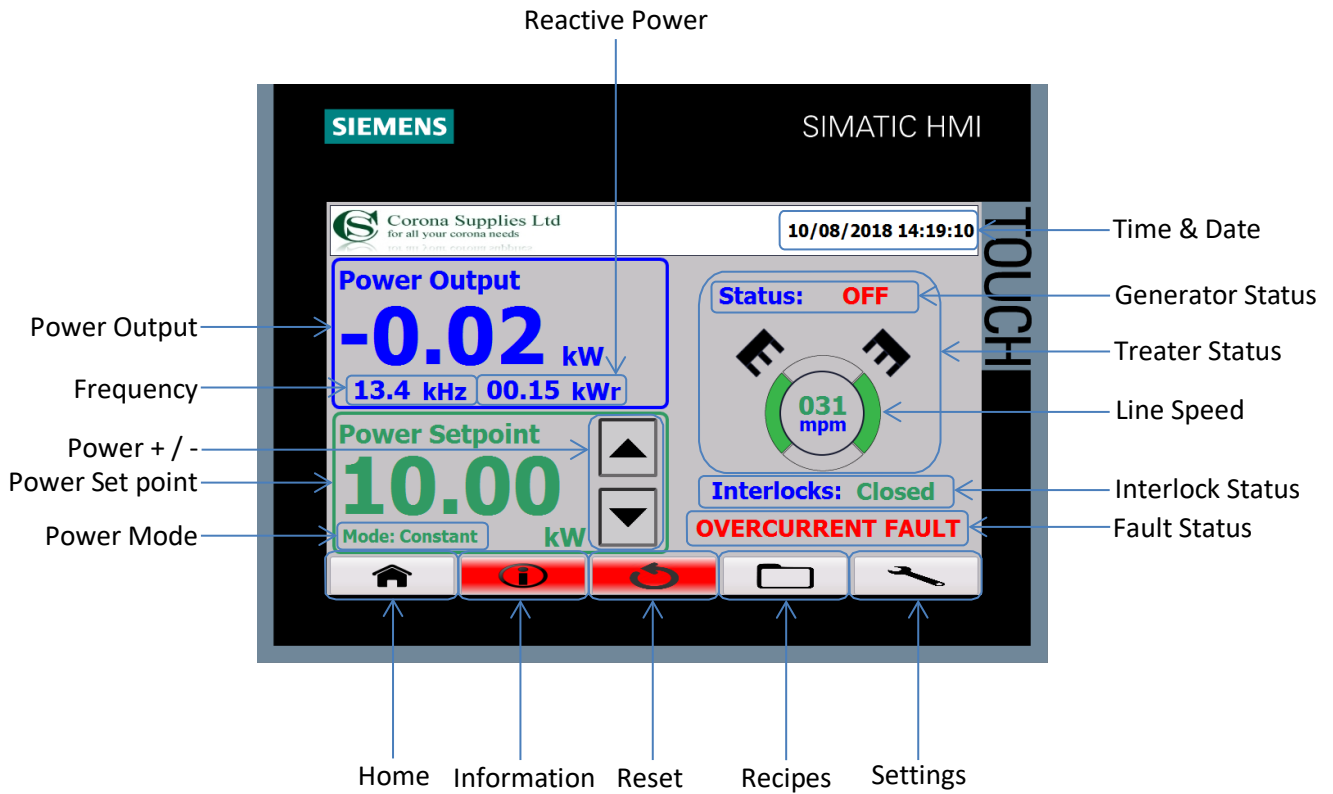 Reactive Power
SIEMENS
SIMATIC HMI
TOUCH
Corona Supplies Ltd
for all your corona needs
10/08/2018 14:19:10
Time & Date
Power Output
Power Output
-0.02 kW
13.4 kHz
00.15 kWr
Frequency
Status: OFF
Generator Status
Treater Status
031
mpm
Line Speed
Power + / -
Power Set point
Power Mode
Power Setpoint
10.00
kW
Mode: Constant
Interlocks: Closed
Interlock Status
OVERCURRENT FAULT
Fault Status
Home
Information
Reset
Recipes
Settings